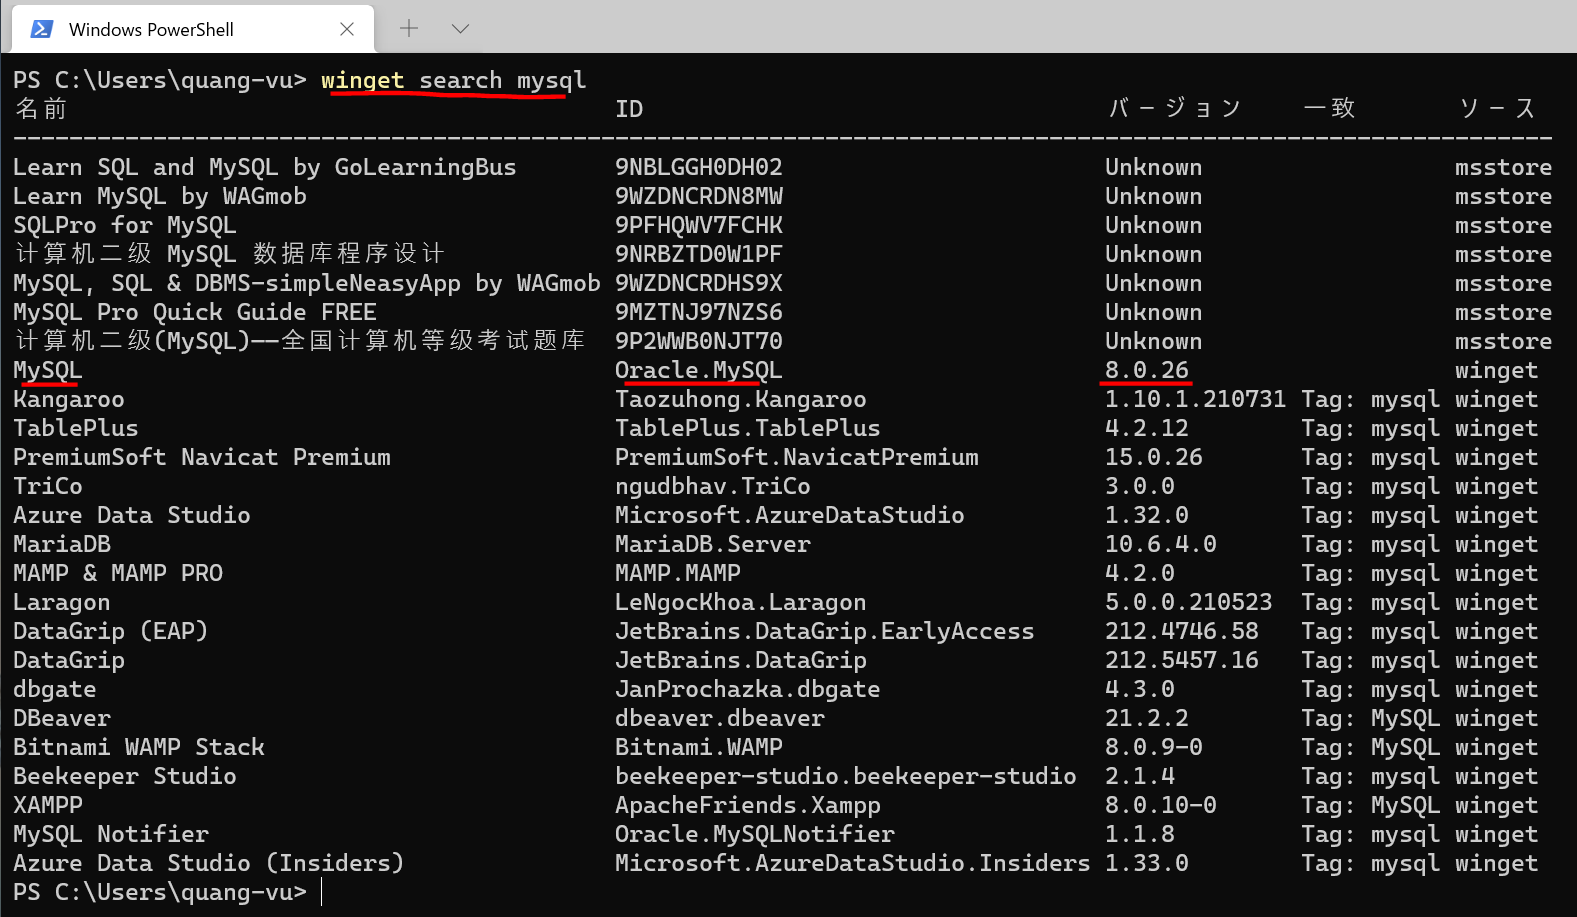 Windows PowerShell
PS C:\Users\quang-vu> winget search mysql
名前 ID バージョン 一致 ソース
--------------------------------------------------------------------------------------------------------------
Learn SQL and MySQL by GoLearningBus 9NBLGGH0DH02 Unknown msstore
Learn MySQL by WAGmob 9WZDNCRDN8MW Unknown msstore
SQLPro for MySQL 9PFHQWV7FCHK Unknown msstore
计算机二级 MySQL 数据库程序设计 9NRBZTD0W1PF Unknown msstore
MySQL, SQL & DBMS-simpleNeasyApp by WAGmob 9WZDNCRDHS9X Unknown msstore
MySQL Pro Quick Guide FREE 9MZTNJ97NZS6 Unknown msstore
计算机二级(MySQL)——全国计算机等级考试题库 9P2WWB0NJT70 Unknown msstore
MySQL Oracle.MySQL 8.0.26 winget
Kangaroo Taozuhong.Kangaroo 1.10.1.210731 Tag: mysql winget
TablePlus TablePlus.TablePlus 4.2.12 Tag: mysql winget
PremiumSoft Navicat Premium PremiumSoft.NavicatPremium 15.0.26 Tag: mysql winget
TriCo ngudbhav.TriCo 3.0.0 Tag: mysql winget
Azure Data Studio Microsoft.AzureDataStudio 1.32.0 Tag: mysql winget
MariaDB MariaDB.Server 10.6.4.0 Tag: mysql winget
MAMP & MAMP PRO MAMP.MAMP 4.2.0 Tag: mysql winget
Laragon LeNgocKhoa.Laragon 5.0.0.210523 Tag: mysql winget
DataGrip (EAP) JetBrains.DataGrip.EarlyAccess 212.4746.58 Tag: mysql winget
DataGrip JetBrains.DataGrip 212.5457.16 Tag: mysql winget
dbgate JanProchazka.dbgate 4.3.0 Tag: mysql winget
DBeaver dbeaver.dbeaver 21.2.2 Tag: MySQL winget
Bitnami WAMP Stack Bitnami.WAMP 8.0.9-0 Tag: MySQL winget
Beekeeper Studio beekeeper-studio.beekeeper-studio 2.1.4 Tag: mysql winget
XAMPP ApacheFriends.Xampp 8.0.10-0 Tag: MySQL winget
MySQL Notifier Oracle.MySQLNotifier 1.1.8 Tag: mysql winget
Azure Data Studio (Insiders) Microsoft.AzureDataStudio.Insiders 1.33.0 Tag: mysql winget
PS C:\Users\quang-vu>